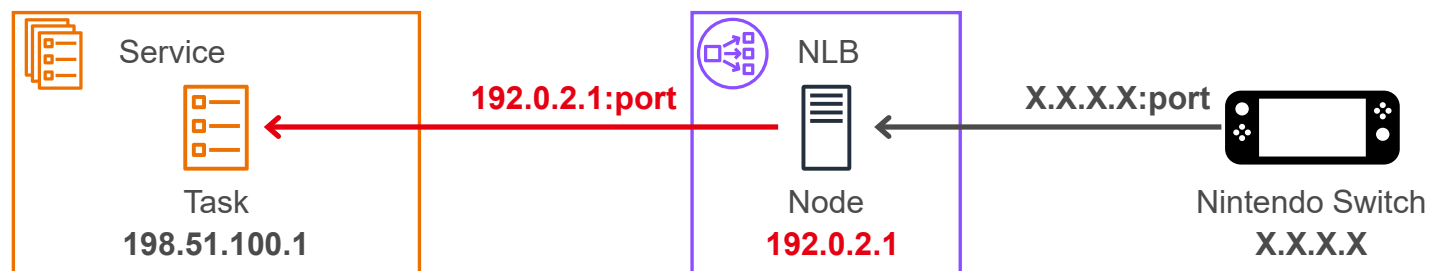 Service
NLB
192.0.2.1:port
X.X.X.X:port
Task
198.51.100.1
Node
192.0.2.1
Nintendo Switch
X.X.X.X